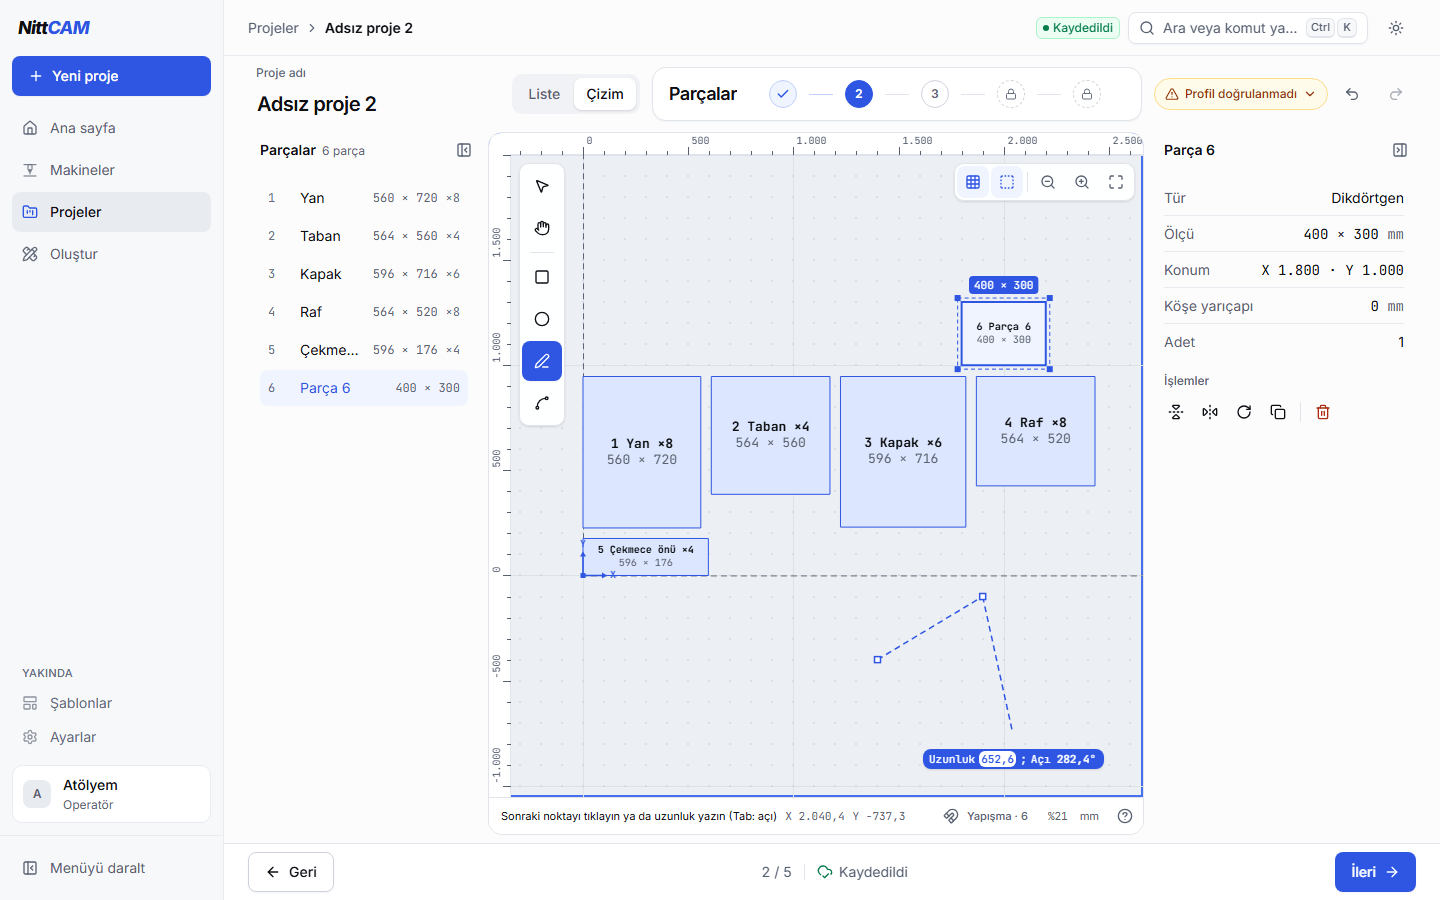 NittCAM
Yeni proje
Ana sayfa
Makineler
Projeler
Oluştur
YAKINDA
Şablonlar
Ayarlar
A
Atölyem
Operatör
Menüyü daralt
Projeler > Adsız proje 2
Kaydedildi
Ara veya komut ya... Ctrl K
Proje adı
Adsız proje 2
Liste Çizim
Parçalar 2 3
Profil doğrulanmadı
Parçalar 6 parça
1 Yan 560 × 720 ×8
2 Taban 564 × 560 ×4
3 Kapak 596 × 716 ×6
4 Raf 564 × 520 ×8
5 Çekme... 596 × 176 ×4
6 Parça 6 400 × 300
0 500 1.000 1.500 2.000 2.500
1.500
1.000
500
0
-500
-1.000
400 × 300
6 Parça 6
400 × 300
1 Yan ×8
560 × 720
2 Taban ×4
564 × 560
3 Kapak ×6
596 × 716
4 Raf ×8
564 × 520
5 Çekmece önü ×4
596 × 176
Y
X
Uzunluk 652,6 ; Açı 282,4°
Sonraki noktayı tıklayın ya da uzunluk yazın (Tab: açı) X 2.040,4 Y -737,3
Yapışma · 6 %21 mm
Parça 6
Tür Dikdörtgen
Ölçü 400 × 300 mm
Konum X 1.800 · Y 1.000
Köşe yarıçapı 0 mm
Adet 1
İşlemler
Geri
2 / 5 Kaydedildi
İleri